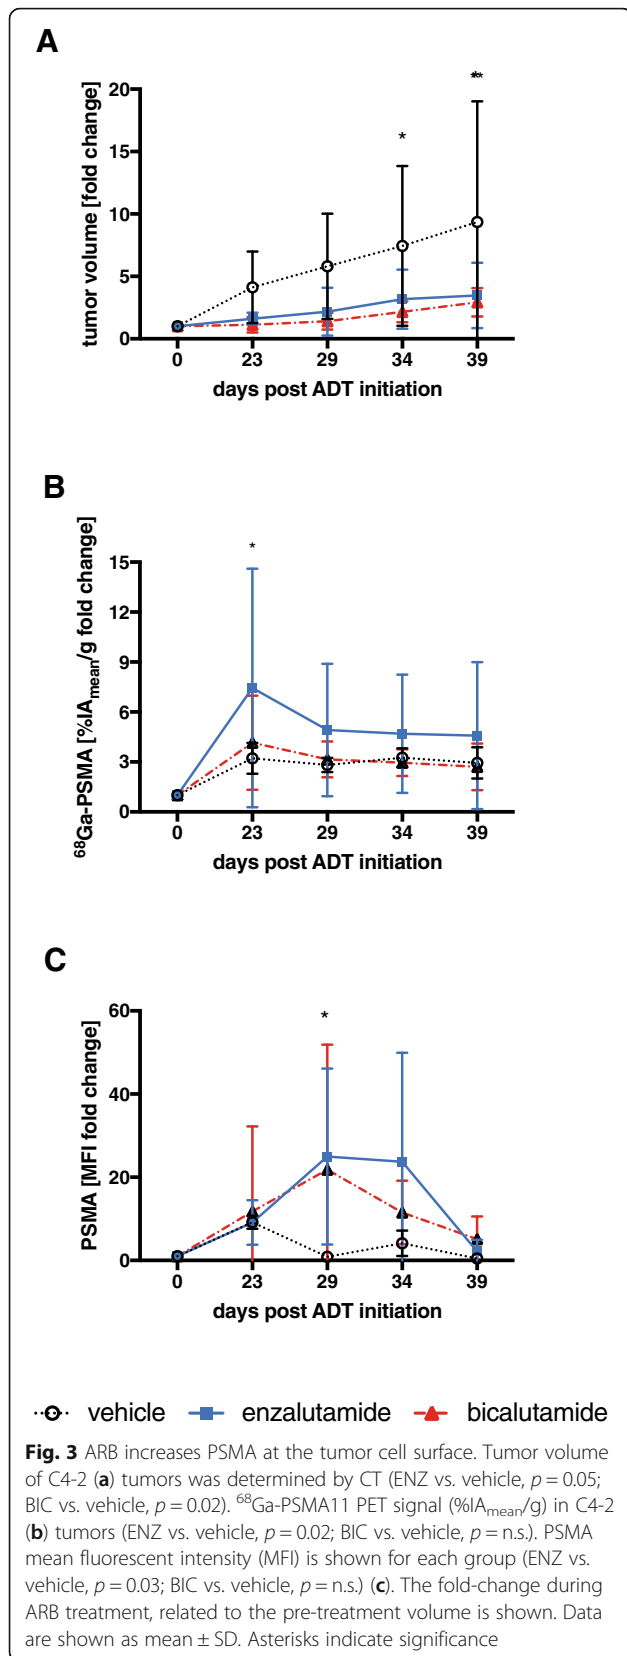 A
tumor volume [fold change]
20
15
10
5
0
*
**
0 23 29 34 39
days post ADT initiation
B
⁶⁸Ga-PSMA [%IAmean/g fold change]
15
12
9
6
3
0
*
0 23 29 34 39
days post ADT initiation
C
PSMA [MFI fold change]
60
40
20
0
*
0 23 29 34 39
days post ADT initiation
vehicle enzalutamide bicalutamide
Fig. 3 ARB increases PSMA at the tumor cell surface. Tumor volume
of C4-2 (a) tumors was determined by CT (ENZ vs. vehicle, p = 0.05;
BIC vs. vehicle, p = 0.02). ⁶⁸Ga-PSMA11 PET signal (%IAmean/g) in C4-2
(b) tumors (ENZ vs. vehicle, p = 0.02; BIC vs. vehicle, p = n.s.). PSMA
mean fluorescent intensity (MFI) is shown for each group (ENZ vs.
vehicle, p = 0.03; BIC vs. vehicle, p = n.s.) (c). The fold-change during
ARB treatment, related to the pre-treatment volume is shown. Data
are shown as mean ± SD. Asterisks indicate significance